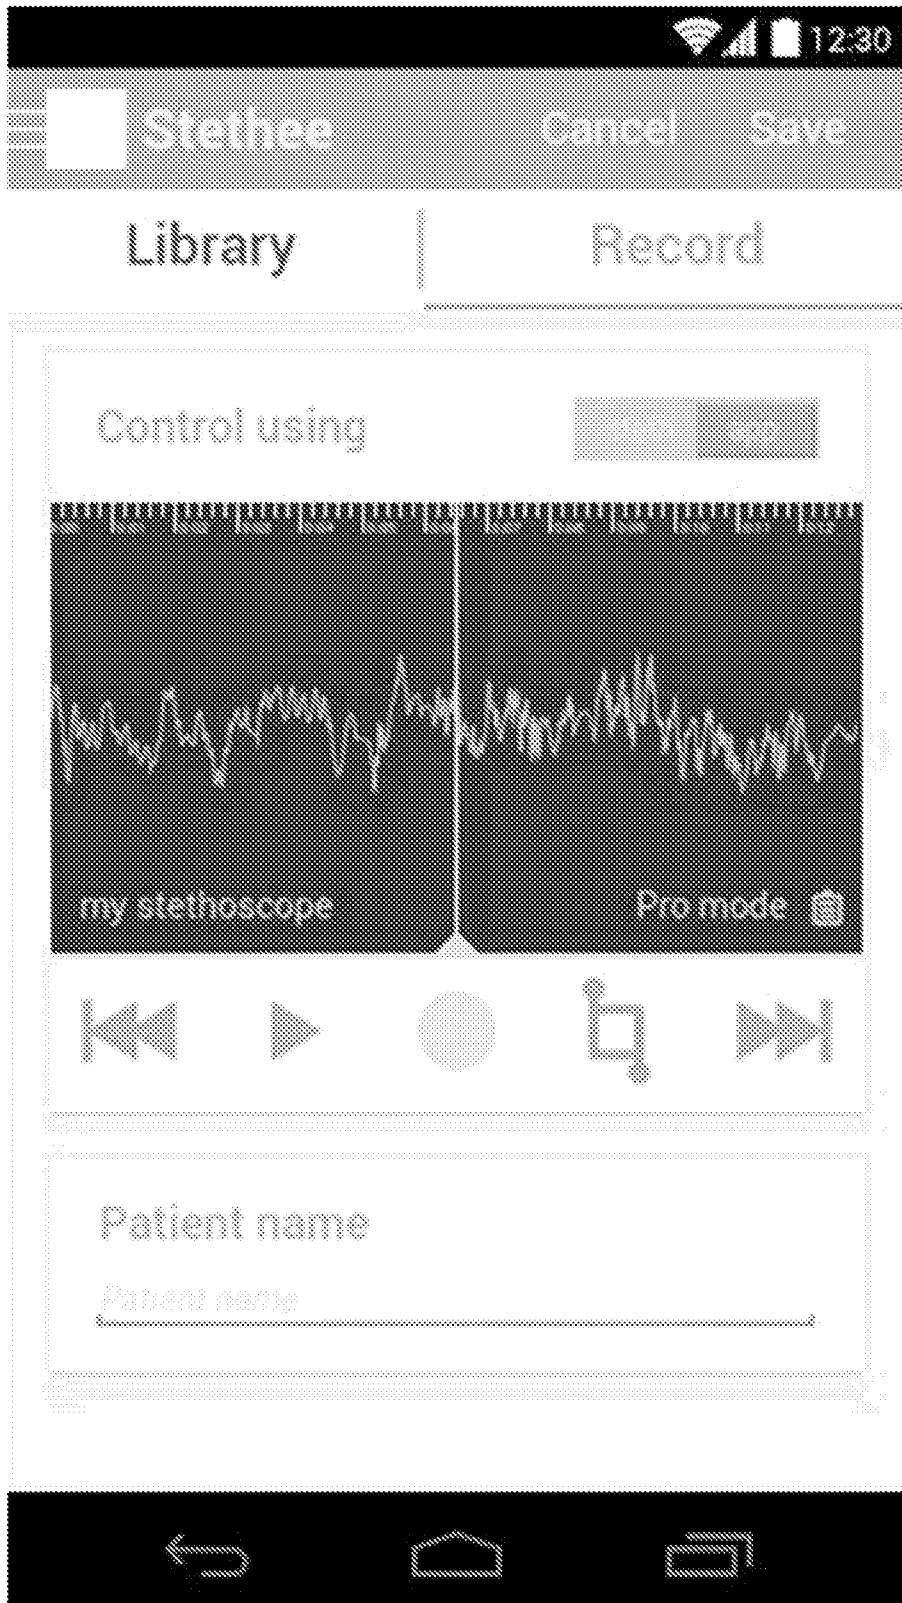 12:30
Stethee Cancel Save
Library Record
Control using
my stethoscope Pro mode
Patient name
Patient name